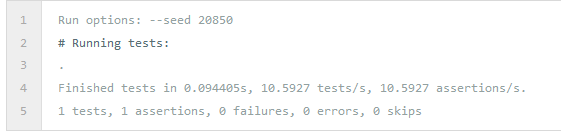 1 Run options: --seed 20850
2 # Running tests:
3 .
4 Finished tests in 0.094405s, 10.5927 tests/s, 10.5927 assertions/s.
5 1 tests, 1 assertions, 0 failures, 0 errors, 0 skips